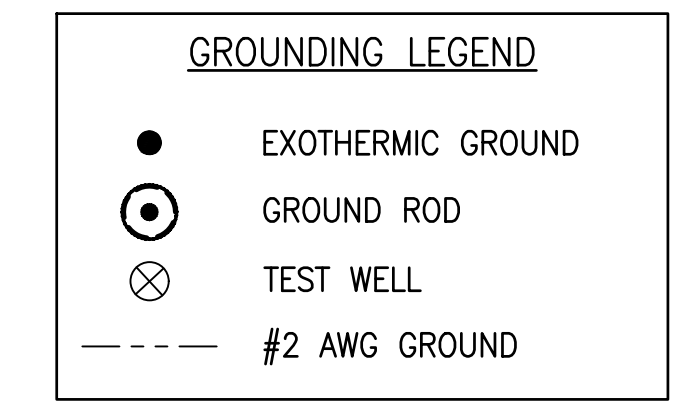 GROUNDING LEGEND
EXOTHERMIC GROUND
GROUND ROD
TEST WELL
#2 AWG GROUND